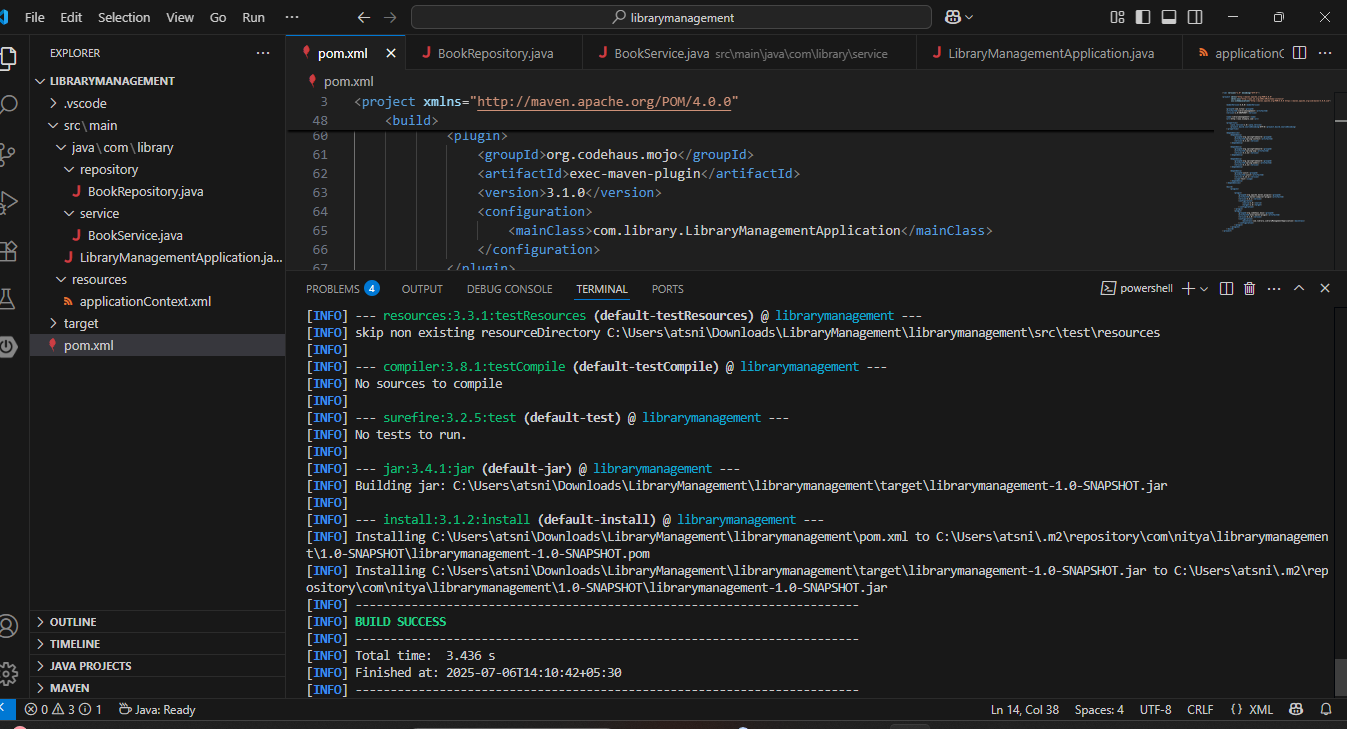 File Edit Selection View Go Run ··· librarymanagement
EXPLORER ···
LIBRARYMANAGEMENT
.vscode
src\main
java\com\library
repository
BookRepository.java
service
BookService.java
LibraryManagementApplication.ja...
resources
applicationContext.xml
target
pom.xml
OUTLINE
TIMELINE
JAVA PROJECTS
MAVEN
pom.xml BookRepository.java BookService.java src\main\java\com\library\service LibraryManagementApplication.java applicationC ···
pom.xml
3 <project xmlns="http://maven.apache.org/POM/4.0.0"
48 <build>
60 <plugin>
61 <groupId>org.codehaus.mojo</groupId>
62 <artifactId>exec-maven-plugin</artifactId>
63 <version>3.1.0</version>
64 <configuration>
65 <mainClass>com.library.LibraryManagementApplication</mainClass>
66 </configuration>
67 </plugin>
PROBLEMS 4 OUTPUT DEBUG CONSOLE TERMINAL PORTS powershell ···
[INFO] --- resources:3.3.1:testResources (default-testResources) @ librarymanagement ---
[INFO] skip non existing resourceDirectory C:\Users\atsni\Downloads\LibraryManagement\librarymanagement\src\test\resources
[INFO]
[INFO] --- compiler:3.8.1:testCompile (default-testCompile) @ librarymanagement ---
[INFO] No sources to compile
[INFO]
[INFO] --- surefire:3.2.5:test (default-test) @ librarymanagement ---
[INFO] No tests to run.
[INFO]
[INFO] --- jar:3.4.1:jar (default-jar) @ librarymanagement ---
[INFO] Building jar: C:\Users\atsni\Downloads\LibraryManagement\librarymanagement\target\librarymanagement-1.0-SNAPSHOT.jar
[INFO]
[INFO] --- install:3.1.2:install (default-install) @ librarymanagement ---
[INFO] Installing C:\Users\atsni\Downloads\LibraryManagement\librarymanagement\pom.xml to C:\Users\atsni\.m2\repository\com\nitya\librarymanagemen
t\1.0-SNAPSHOT\librarymanagement-1.0-SNAPSHOT.pom
[INFO] Installing C:\Users\atsni\Downloads\LibraryManagement\librarymanagement\target\librarymanagement-1.0-SNAPSHOT.jar to C:\Users\atsni\.m2\rep
ository\com\nitya\librarymanagement\1.0-SNAPSHOT\librarymanagement-1.0-SNAPSHOT.jar
[INFO] ------------------------------------------------------------------------
[INFO] BUILD SUCCESS
[INFO] ------------------------------------------------------------------------
[INFO] Total time:  3.436 s
[INFO] Finished at: 2025-07-06T14:10:42+05:30
[INFO] ------------------------------------------------------------------------
0 3 1 Java: Ready Ln 14, Col 38 Spaces: 4 UTF-8 CRLF {} XML